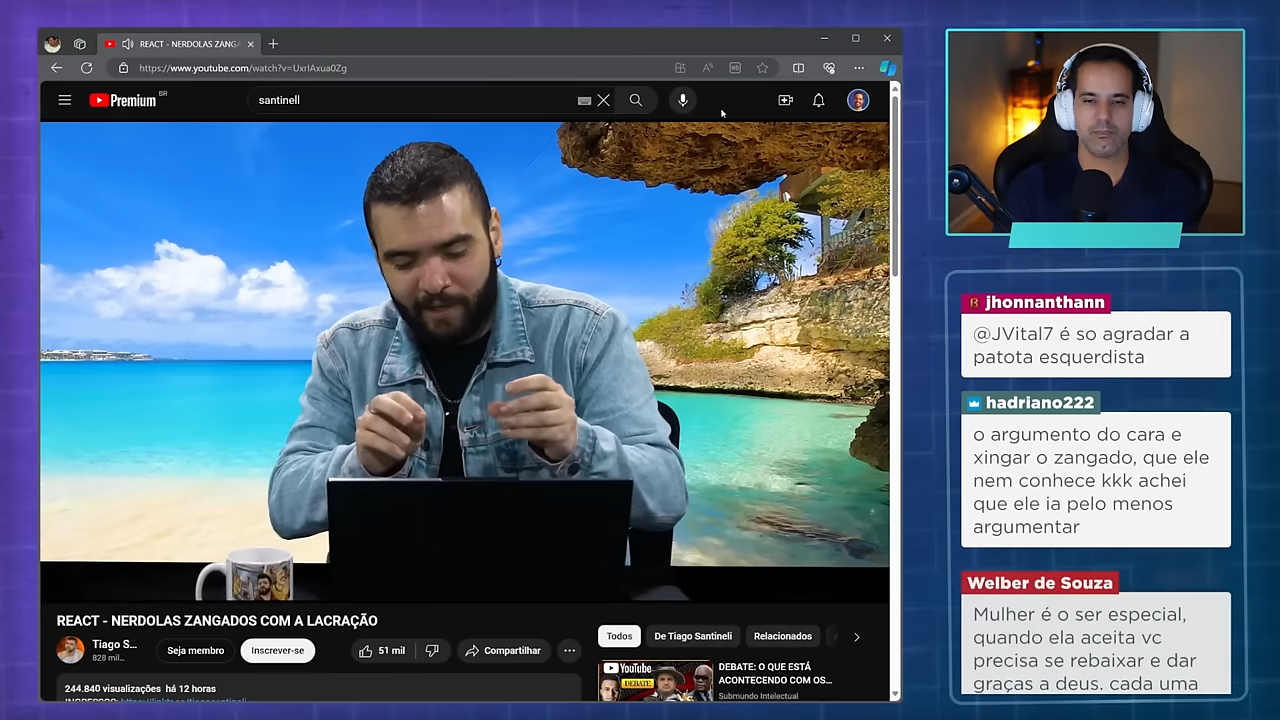 REACT - NERDOLAS ZANGA
https://www.youtube.com/watch?v=UxrlAxua0Zg
Premium BR
santinell
REACT - NERDOLAS ZANGADOS COM A LACRAÇÃO
Tiago S...
828 mil...
Seja membro
Inscrever-se
51 mil
Compartilhar
244.840 visualizações há 12 horas
Todos
De Tiago Santineli
Relacionados
YouTube
DEBATE
DEBATE: O QUE ESTÁ
ACONTECENDO COM OS...
Submundo Intelectual
jhonnanthann
@JVital7 é so agradar a
patota esquerdista
hadriano222
o argumento do cara e
xingar o zangado, que ele
nem conhece kkk achei
que ele ia pelo menos
argumentar
Welber de Souza
Mulher é o ser especial,
quando ela aceita vc
precisa se rebaixar e dar
graças a deus. cada uma